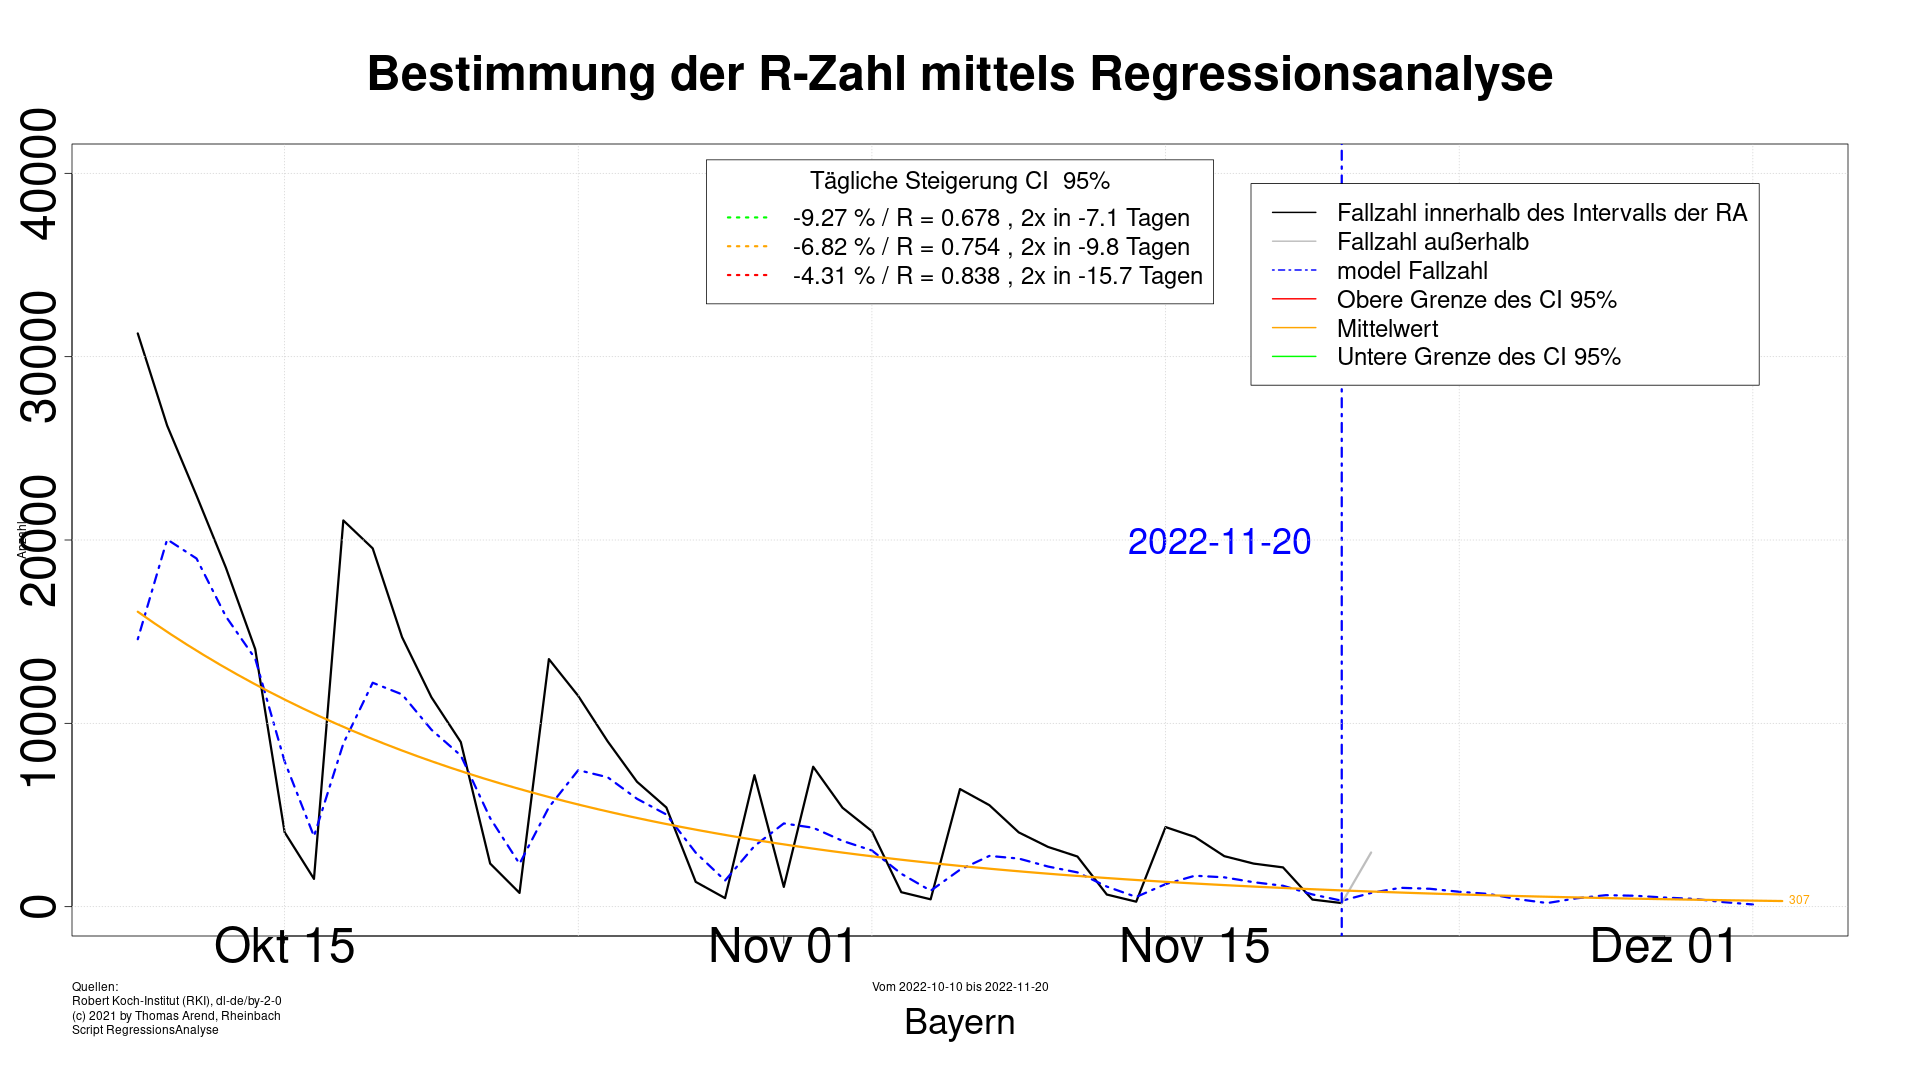 Bestimmung der R-Zahl mittels Regressionsanalyse
Anzahl
40000
30000
20000
10000
0
Tägliche Steigerung CI  95%
-9.27 % / R = 0.678 , 2x in -7.1 Tagen
-6.82 % / R = 0.754 , 2x in -9.8 Tagen
-4.31 % / R = 0.838 , 2x in -15.7 Tagen
Fallzahl innerhalb des Intervalls der RA
Fallzahl außerhalb
model Fallzahl
Obere Grenze des CI 95%
Mittelwert
Untere Grenze des CI 95%
2022-11-20
307
Okt 15
Nov 01
Nov 15
Dez 01
Quellen:
Robert Koch-Institut (RKI), dl-de/by-2-0
(c) 2021 by Thomas Arend, Rheinbach
Script RegressionsAnalyse
Vom 2022-10-10 bis 2022-11-20
Bayern